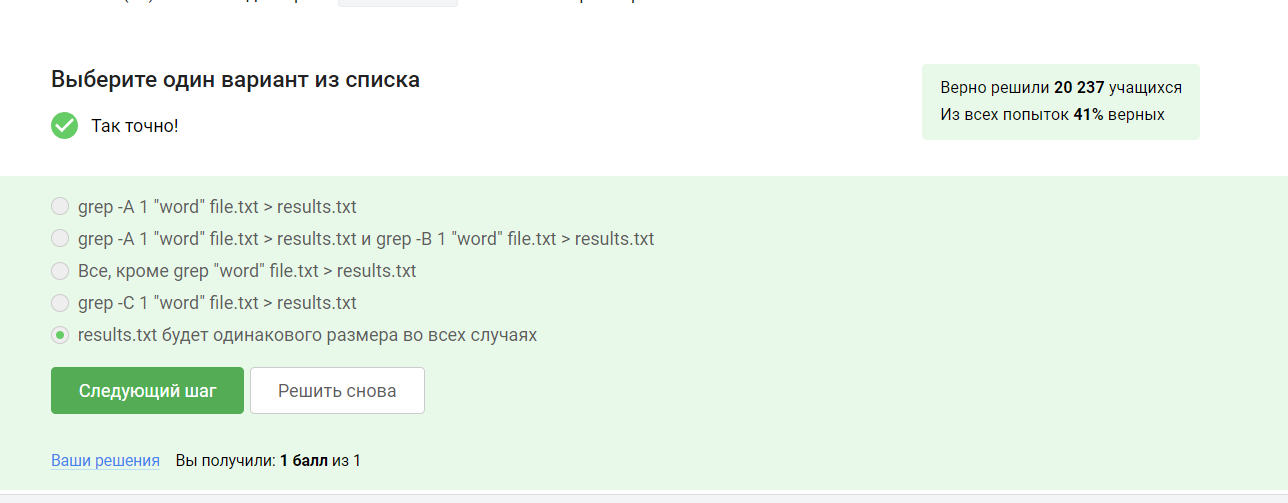 Выберите один вариант из списка
Верно решили 20 237 учащихся
Из всех попыток 41% верных
Так точно!
grep -A 1 "word" file.txt > results.txt
grep -A 1 "word" file.txt > results.txt и grep -B 1 "word" file.txt > results.txt
Все, кроме grep "word" file.txt > results.txt
grep -C 1 "word" file.txt > results.txt
results.txt будет одинакового размера во всех случаях
Следующий шаг
Решить снова
Ваши решения Вы получили: 1 балл из 1